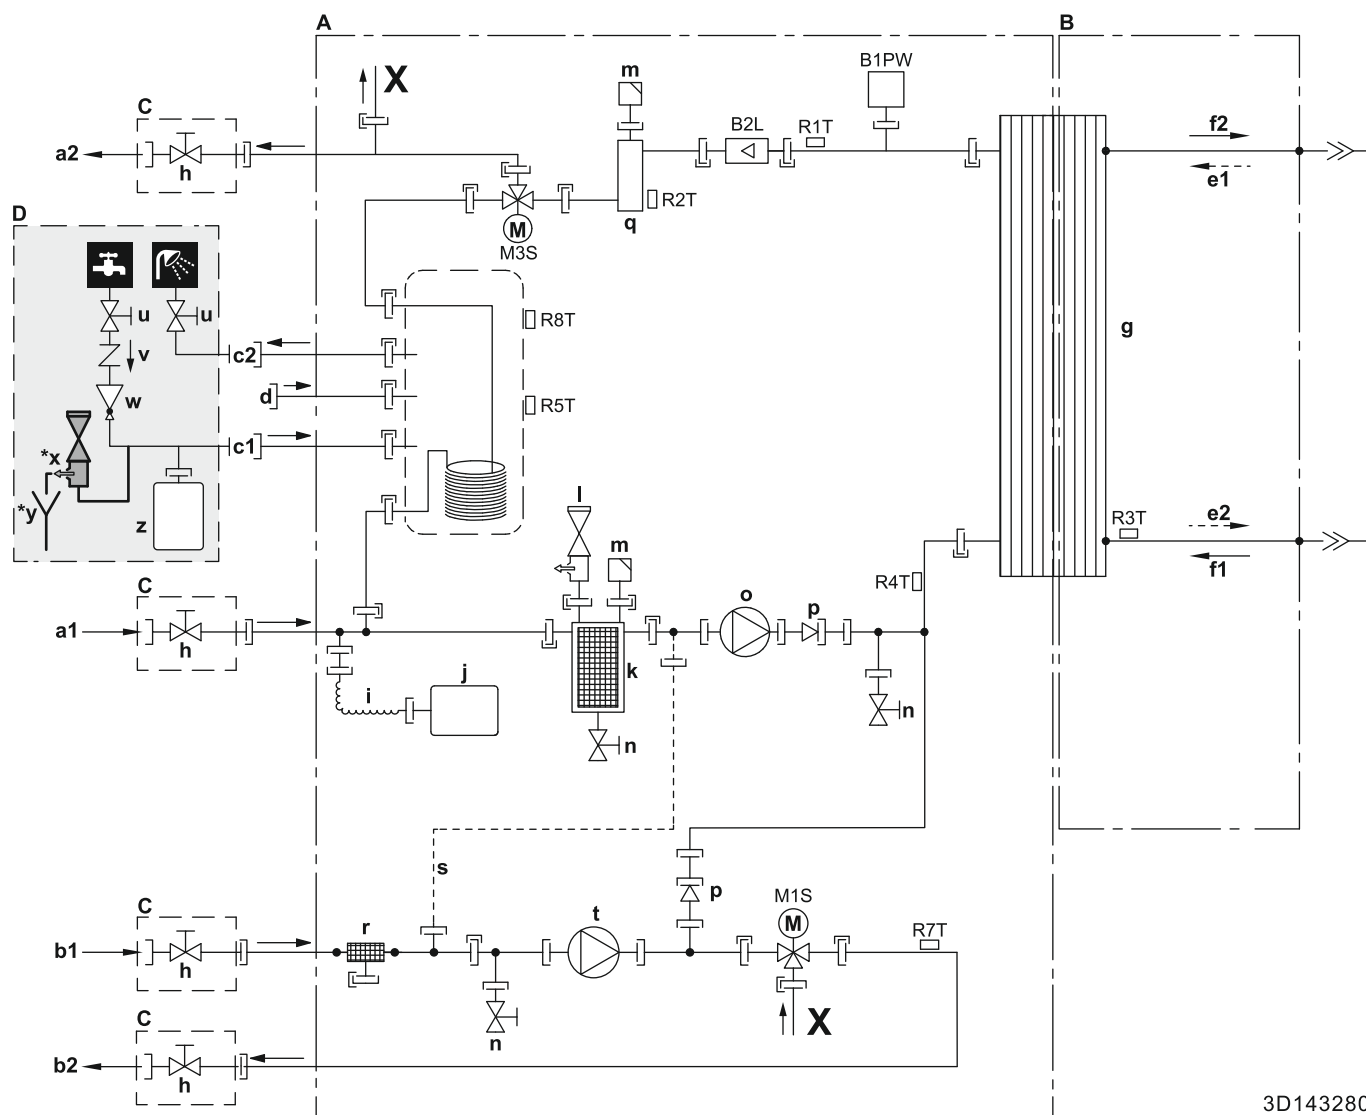 A
B
X
m
B1PW
C
B2L
R1T
f2
a2
h
e1
R2T
q
D
M
M3S
u
u
R8T
g
v
c2
w
d
R5T
c1
*x
l
*y
z
m
R3T
e2
f1
C
R4T
o
p
a1
h
k
j
i
n
n
s
p
M1S
C
r
t
M
R7T
b1
h
X
C
n
b2
h
3D143280